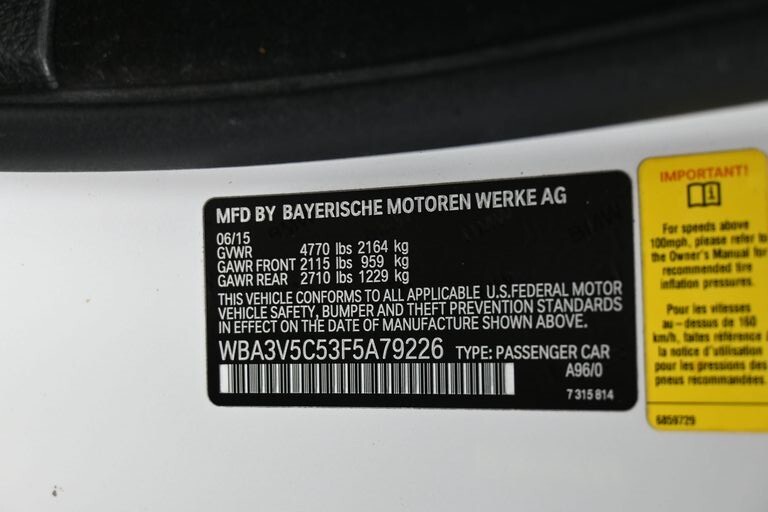 MFD BY BAYERISCHE MOTOREN WERKE AG
06/15
GVWR 4770 lbs 2164 kg
GAWR FRONT 2115 lbs 959 kg
GAWR REAR 2710 lbs 1229 kg
THIS VEHICLE CONFORMS TO ALL APPLICABLE U.S.FEDERAL MOTOR
VEHICLE SAFETY, BUMPER AND THEFT PREVENTION STANDARDS
IN EFFECT ON DATE OF MANUFACTURE SHOWN ABOVE.
WBA3V5C53F5A79226 TYPE: PASSENGER CAR
A96/0
7 315 814
IMPORTANT!
For speeds above
100mph, please refer to
the Owner's Manual for
recommended tire
inflation pressures.
Pour les vitesses
au-dessus de 160
km/h, faites référence à
la notice d'utilisation
pour les pressions des
pneus recommandées.
6859729